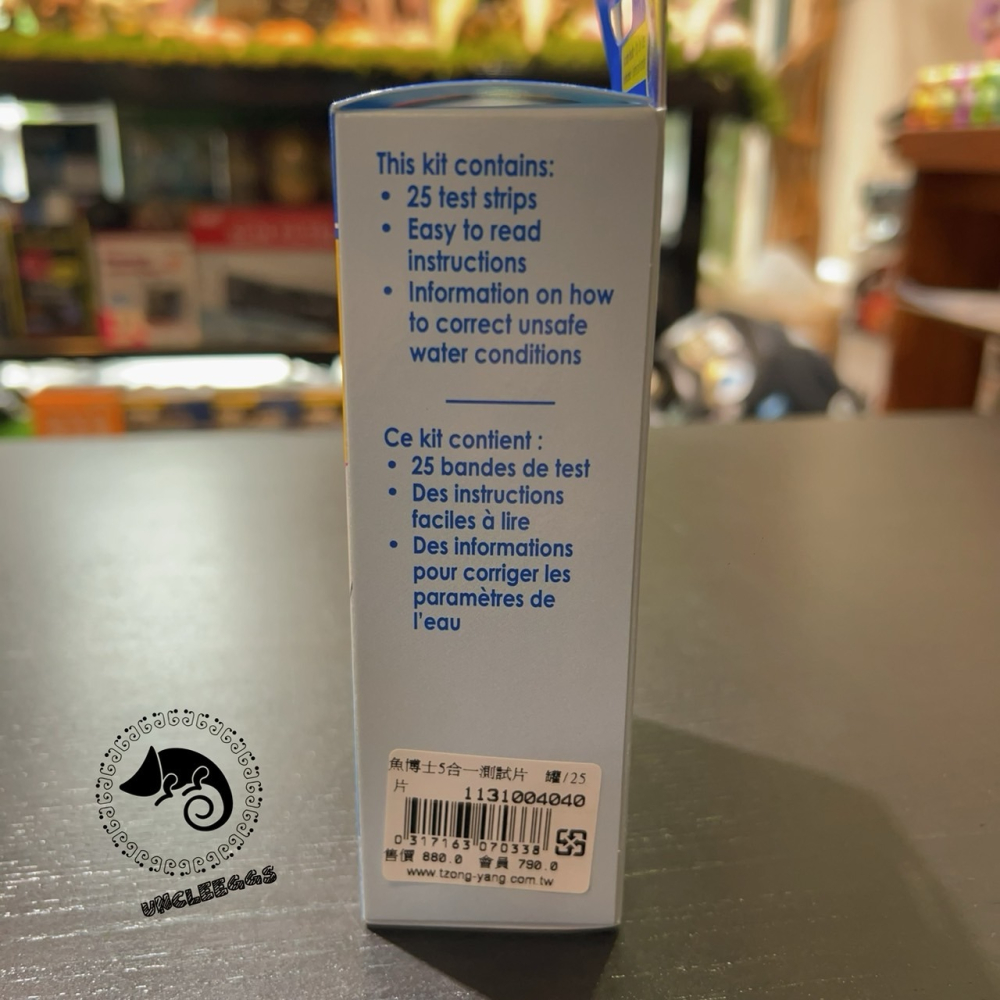 This kit contains:
• 25 test strips
• Easy to read
instructions
• Information on how
to correct unsafe
water conditions
Ce kit contient :
• 25 bandes de test
• Des instructions
faciles à lire
• Des informations
pour corriger les
paramètres de
l'eau
魚博士5合一測試片 罐/25
片
1131004040
0 317163 070338
售價 880.0 會員 790.0
www.tzong-yang.com.tw
UNCLEEGGS